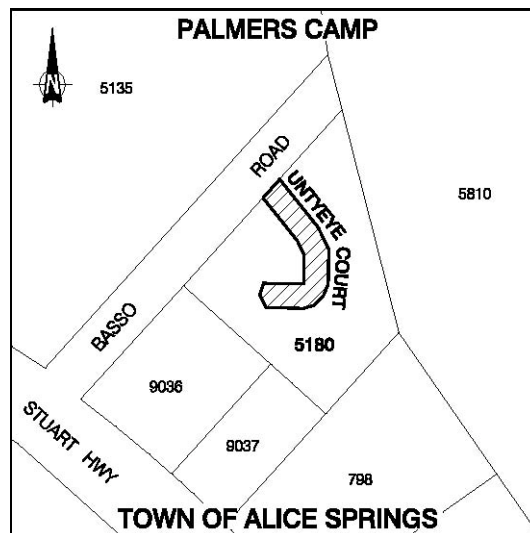 PALMERS CAMP
N
5135
ROAD
UNTYEYE COURT
5810
BASSO
5180
9036
STUART HWY
9037
798
TOWN OF ALICE SPRINGS